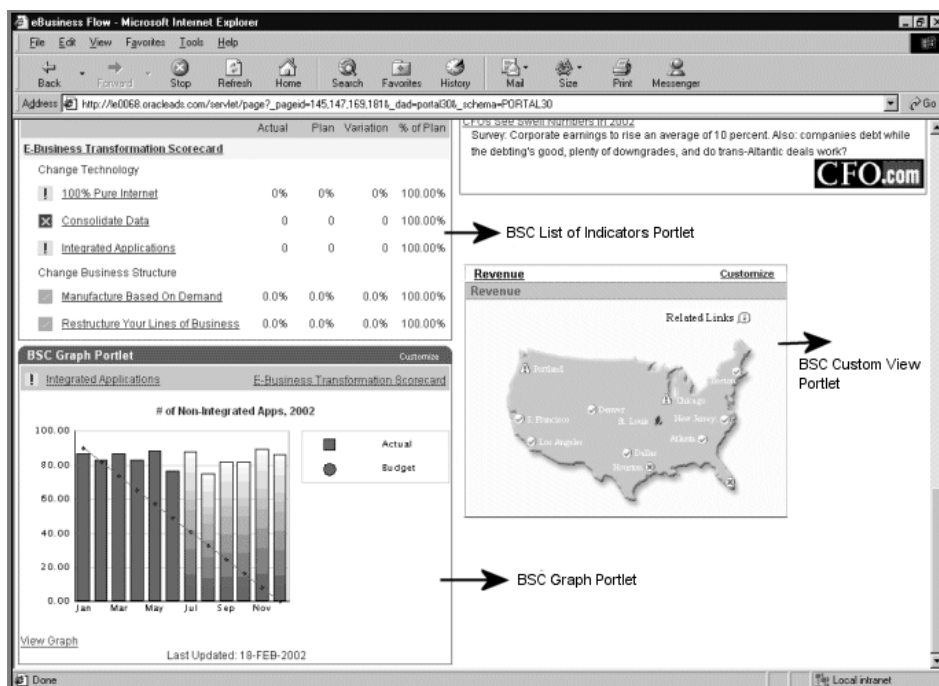 eBusiness Flow - Microsoft Internet Explorer
File Edit View Favorites Tools Help
Back Forward Stop Refresh Home Search Favorites History Mail Size Print Messenger
Address http://le0068.oracleads.com/servlet/page?_pageid=145,147,169,181&_dad=portal30&_schema=PORTAL30 Go
Actual Plan Variation % of Plan
E-Business Transformation Scorecard
Change Technology
100% Pure Internet 0% 0% 0% 100.00%
Consolidate Data 0 0 0 100.00%
Integrated Applications 0 0 0 100.00%
Change Business Structure
Manufacture Based On Demand 0.0% 0.0% 0.0% 100.00%
Restructure Your Lines of Business 0.0% 0.0% 0.0% 100.00%
CFOs See Swell Numbers in 2002
Survey: Corporate earnings to rise an average of 10 percent. Also: companies debt while
the debting's good, plenty of downgrades, and do trans-Altantic deals work?
CFO.com
BSC List of Indicators Portlet
Revenue Customize
Revenue
Related Links
Portland
Boston
Chicago
Denver
S. Francisco
St. Louis
New Jersey
Los Angeles
Atlanta
Dallas
Houston
BSC Custom View
Portlet
BSC Graph Portlet Customize
Integrated Applications E-Business Transformation Scorecard
# of Non-Integrated Apps, 2002
100.00
80.00
60.00
40.00
20.00
0.00
Jan Mar May Jul Sep Nov
Actual
Budget
BSC Graph Portlet
View Graph
Last Updated: 18-FEB-2002
Done
Local intranet